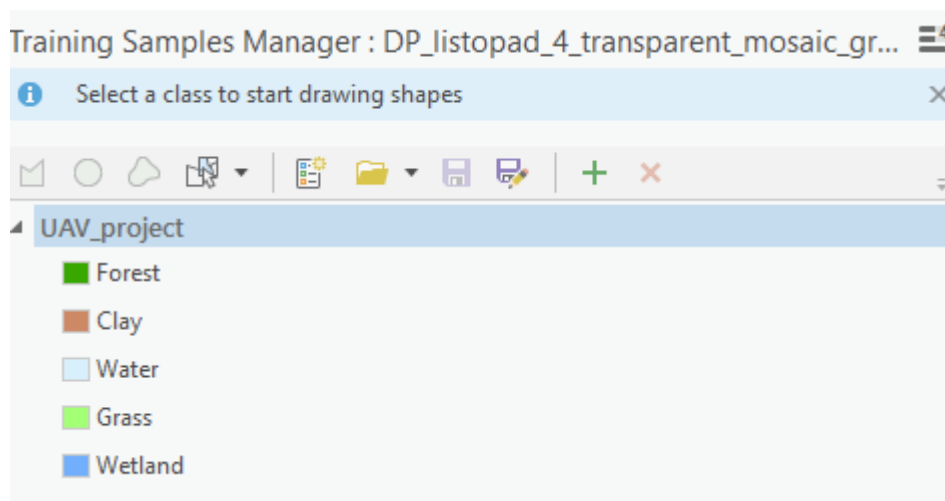 Training Samples Manager : DP_listopad_4_transparent_mosaic_gr...
Select a class to start drawing shapes
UAV_project
Forest
Clay
Water
Grass
Wetland